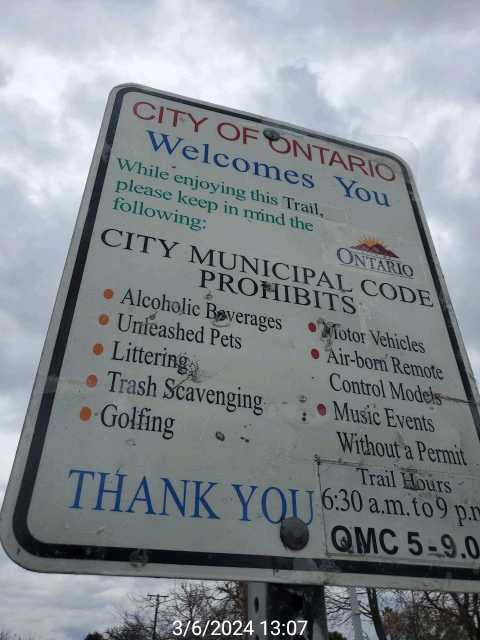 CITY OF ONTARIO
Welcomes You
While enjoying this Trail,
please keep in mind the
following:
ONTARIO
CITY MUNICIPAL CODE
PROHIBITS
Alcoholic Beverages
Unleashed Pets
Littering
Trash Scavenging
Golfing
Motor Vehicles
Air-born Remote
Control Models
Music Events
Without a Permit
THANK YOU
Trail Hours
6:30 a.m. to 9 p.m
QMC 5-9.0
3/6/2024 13:07